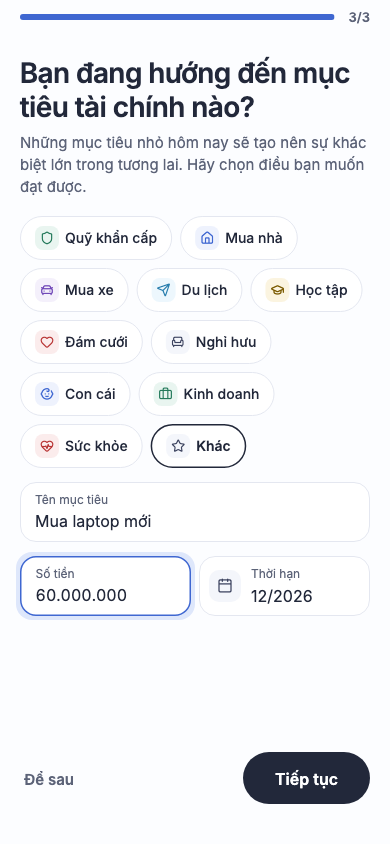 3/3
Bạn đang hướng đến mục
tiêu tài chính nào?
Những mục tiêu nhỏ hôm nay sẽ tạo nên sự khác
biệt lớn trong tương lai. Hãy chọn điều bạn muốn
đạt được.
Quỹ khẩn cấp
Mua nhà
Mua xe
Du lịch
Học tập
Đám cưới
Nghỉ hưu
Con cái
Kinh doanh
Sức khỏe
Khác
Tên mục tiêu
Mua laptop mới
Số tiền
60.000.000
Thời hạn
12/2026
Để sau
Tiếp tục